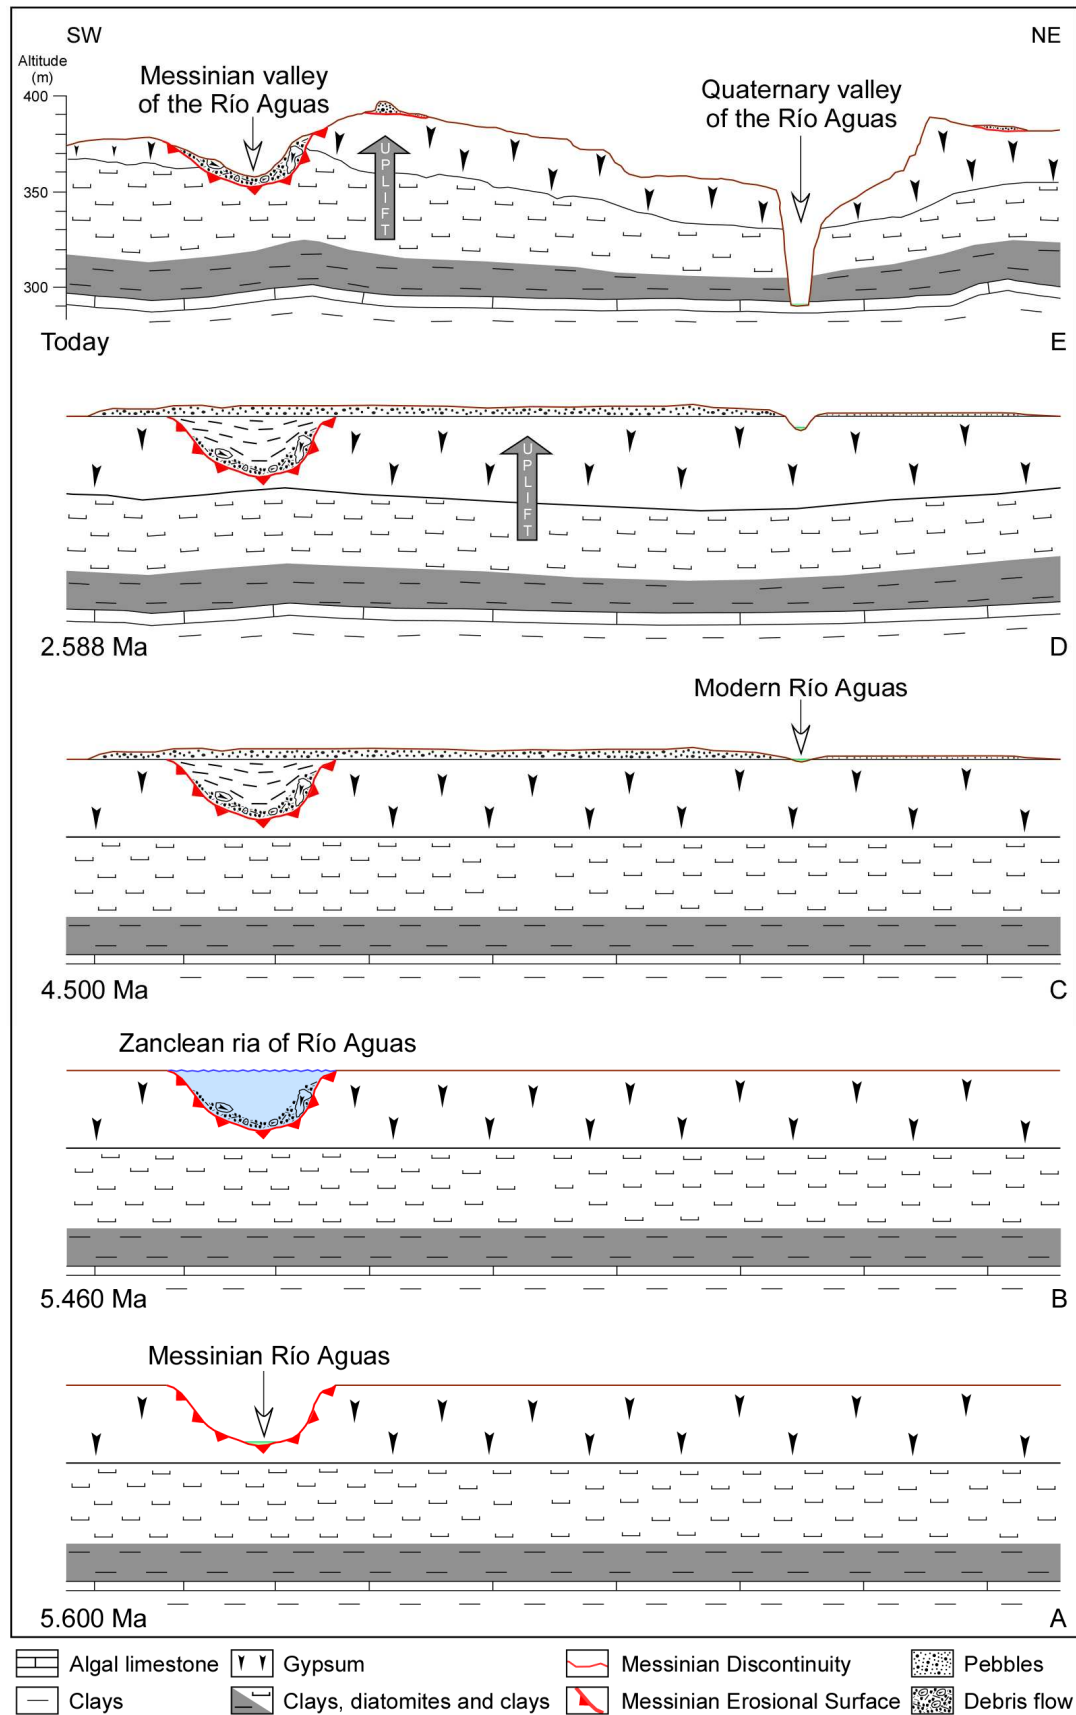 SW
NE
Altitude
(m)
Messinian valley
of the Río Aguas
Quaternary valley
of the Río Aguas
400
350
300
UPLIFT
Today
E
UPLIFT
2.588 Ma
D
Modern Río Aguas
4.500 Ma
C
Zanclean ria of Río Aguas
5.460 Ma
B
Messinian Río Aguas
5.600 Ma
A
Algal limestone
Gypsum
Messinian Discontinuity
Pebbles
Clays
Clays, diatomites and clays
Messinian Erosional Surface
Debris flow